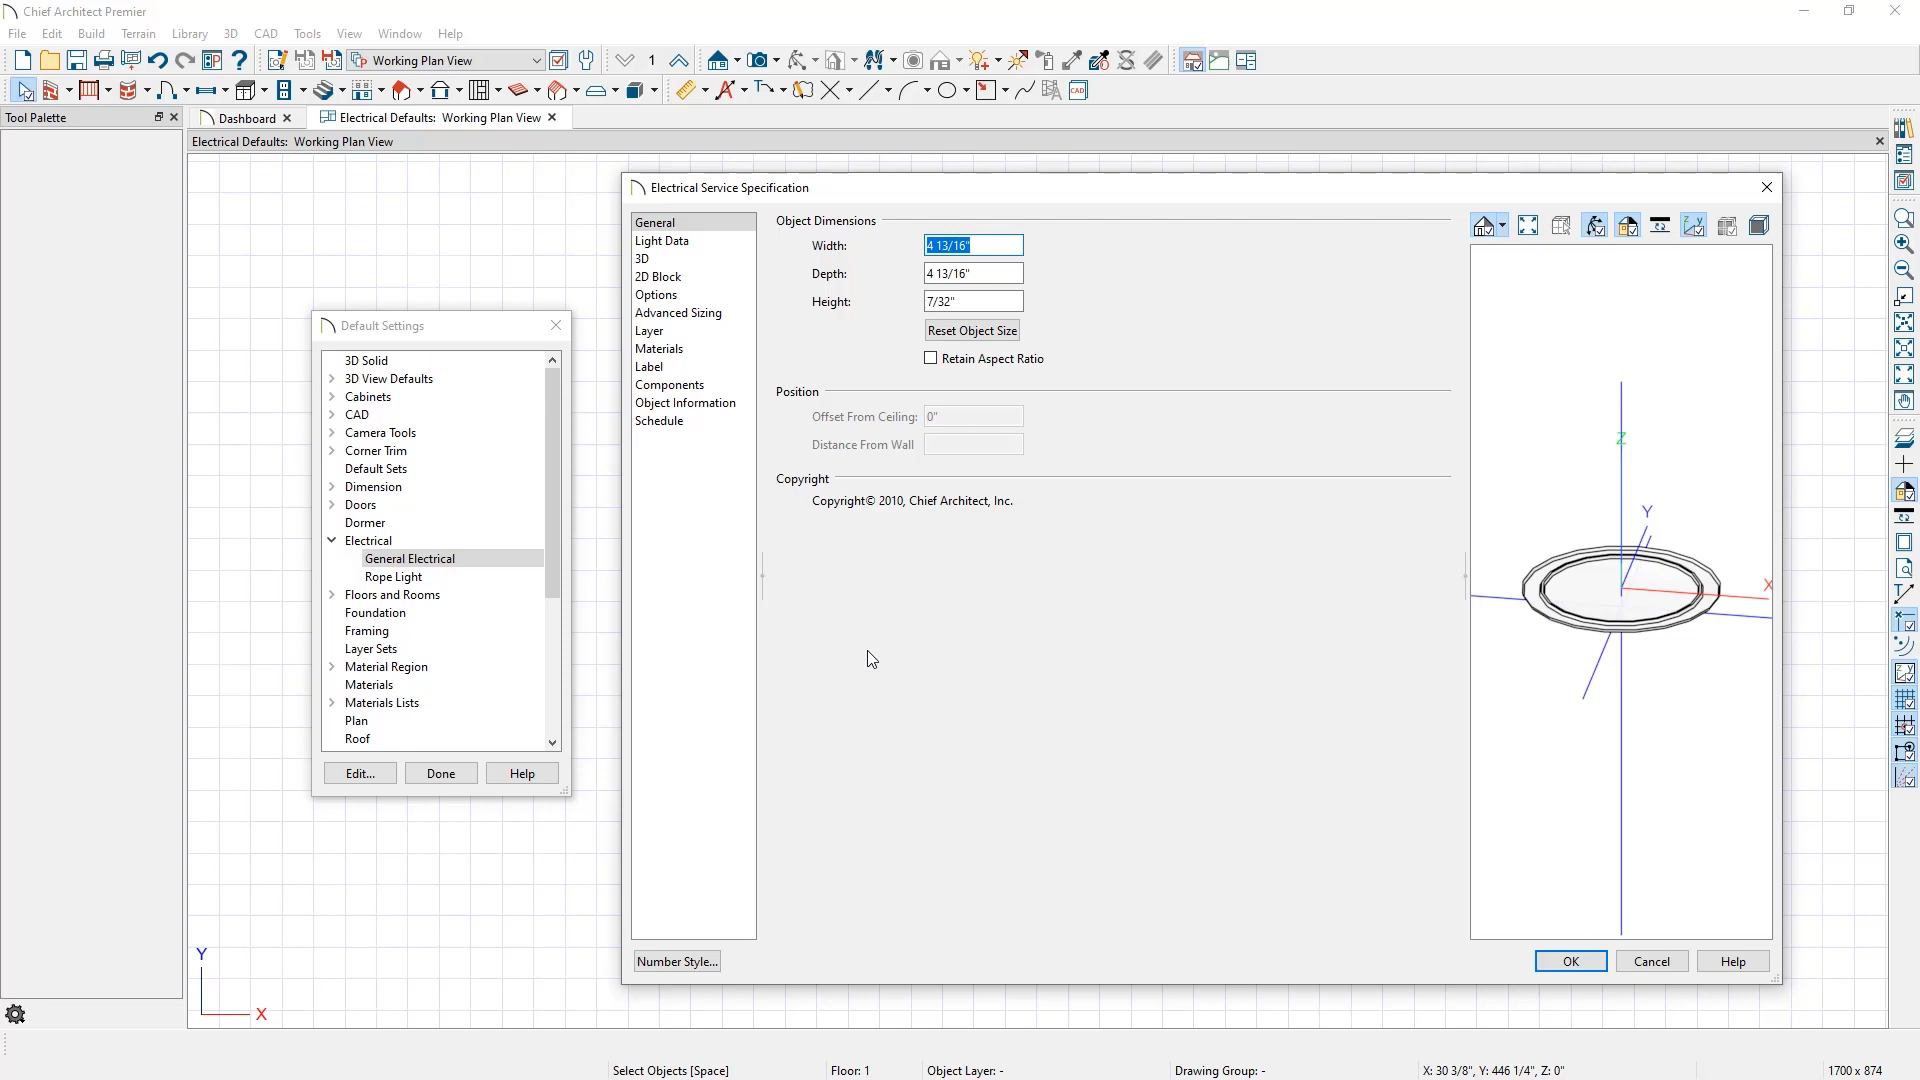 Chief Architect Premier
File Edit Build Terrain Library 3D CAD Tools View Window Help
Working Plan View
1
CAD
Tool Palette
Dashboard
Electrical Defaults: Working Plan View
Electrical Defaults: Working Plan View
Default Settings
3D Solid
3D View Defaults
Cabinets
CAD
Camera Tools
Corner Trim
Default Sets
Dimension
Doors
Dormer
Electrical
General Electrical
Rope Light
Floors and Rooms
Foundation
Framing
Layer Sets
Material Region
Materials
Materials Lists
Plan
Roof
Edit...
Done
Help
Electrical Service Specification
General
Light Data
3D
2D Block
Options
Advanced Sizing
Layer
Materials
Label
Components
Object Information
Schedule
Object Dimensions
Width: 4 13/16"
Depth: 4 13/16"
Height: 7/32"
Reset Object Size
Retain Aspect Ratio
Position
Offset From Ceiling: 0"
Distance From Wall
Copyright
Copyright© 2010, Chief Architect, Inc.
Z
Y
X
Number Style...
OK
Cancel
Help
Y
X
Select Objects [Space]
Floor: 1
Object Layer: -
Drawing Group: -
X: 30 3/8", Y: 446 1/4", Z: 0"
1700 x 874